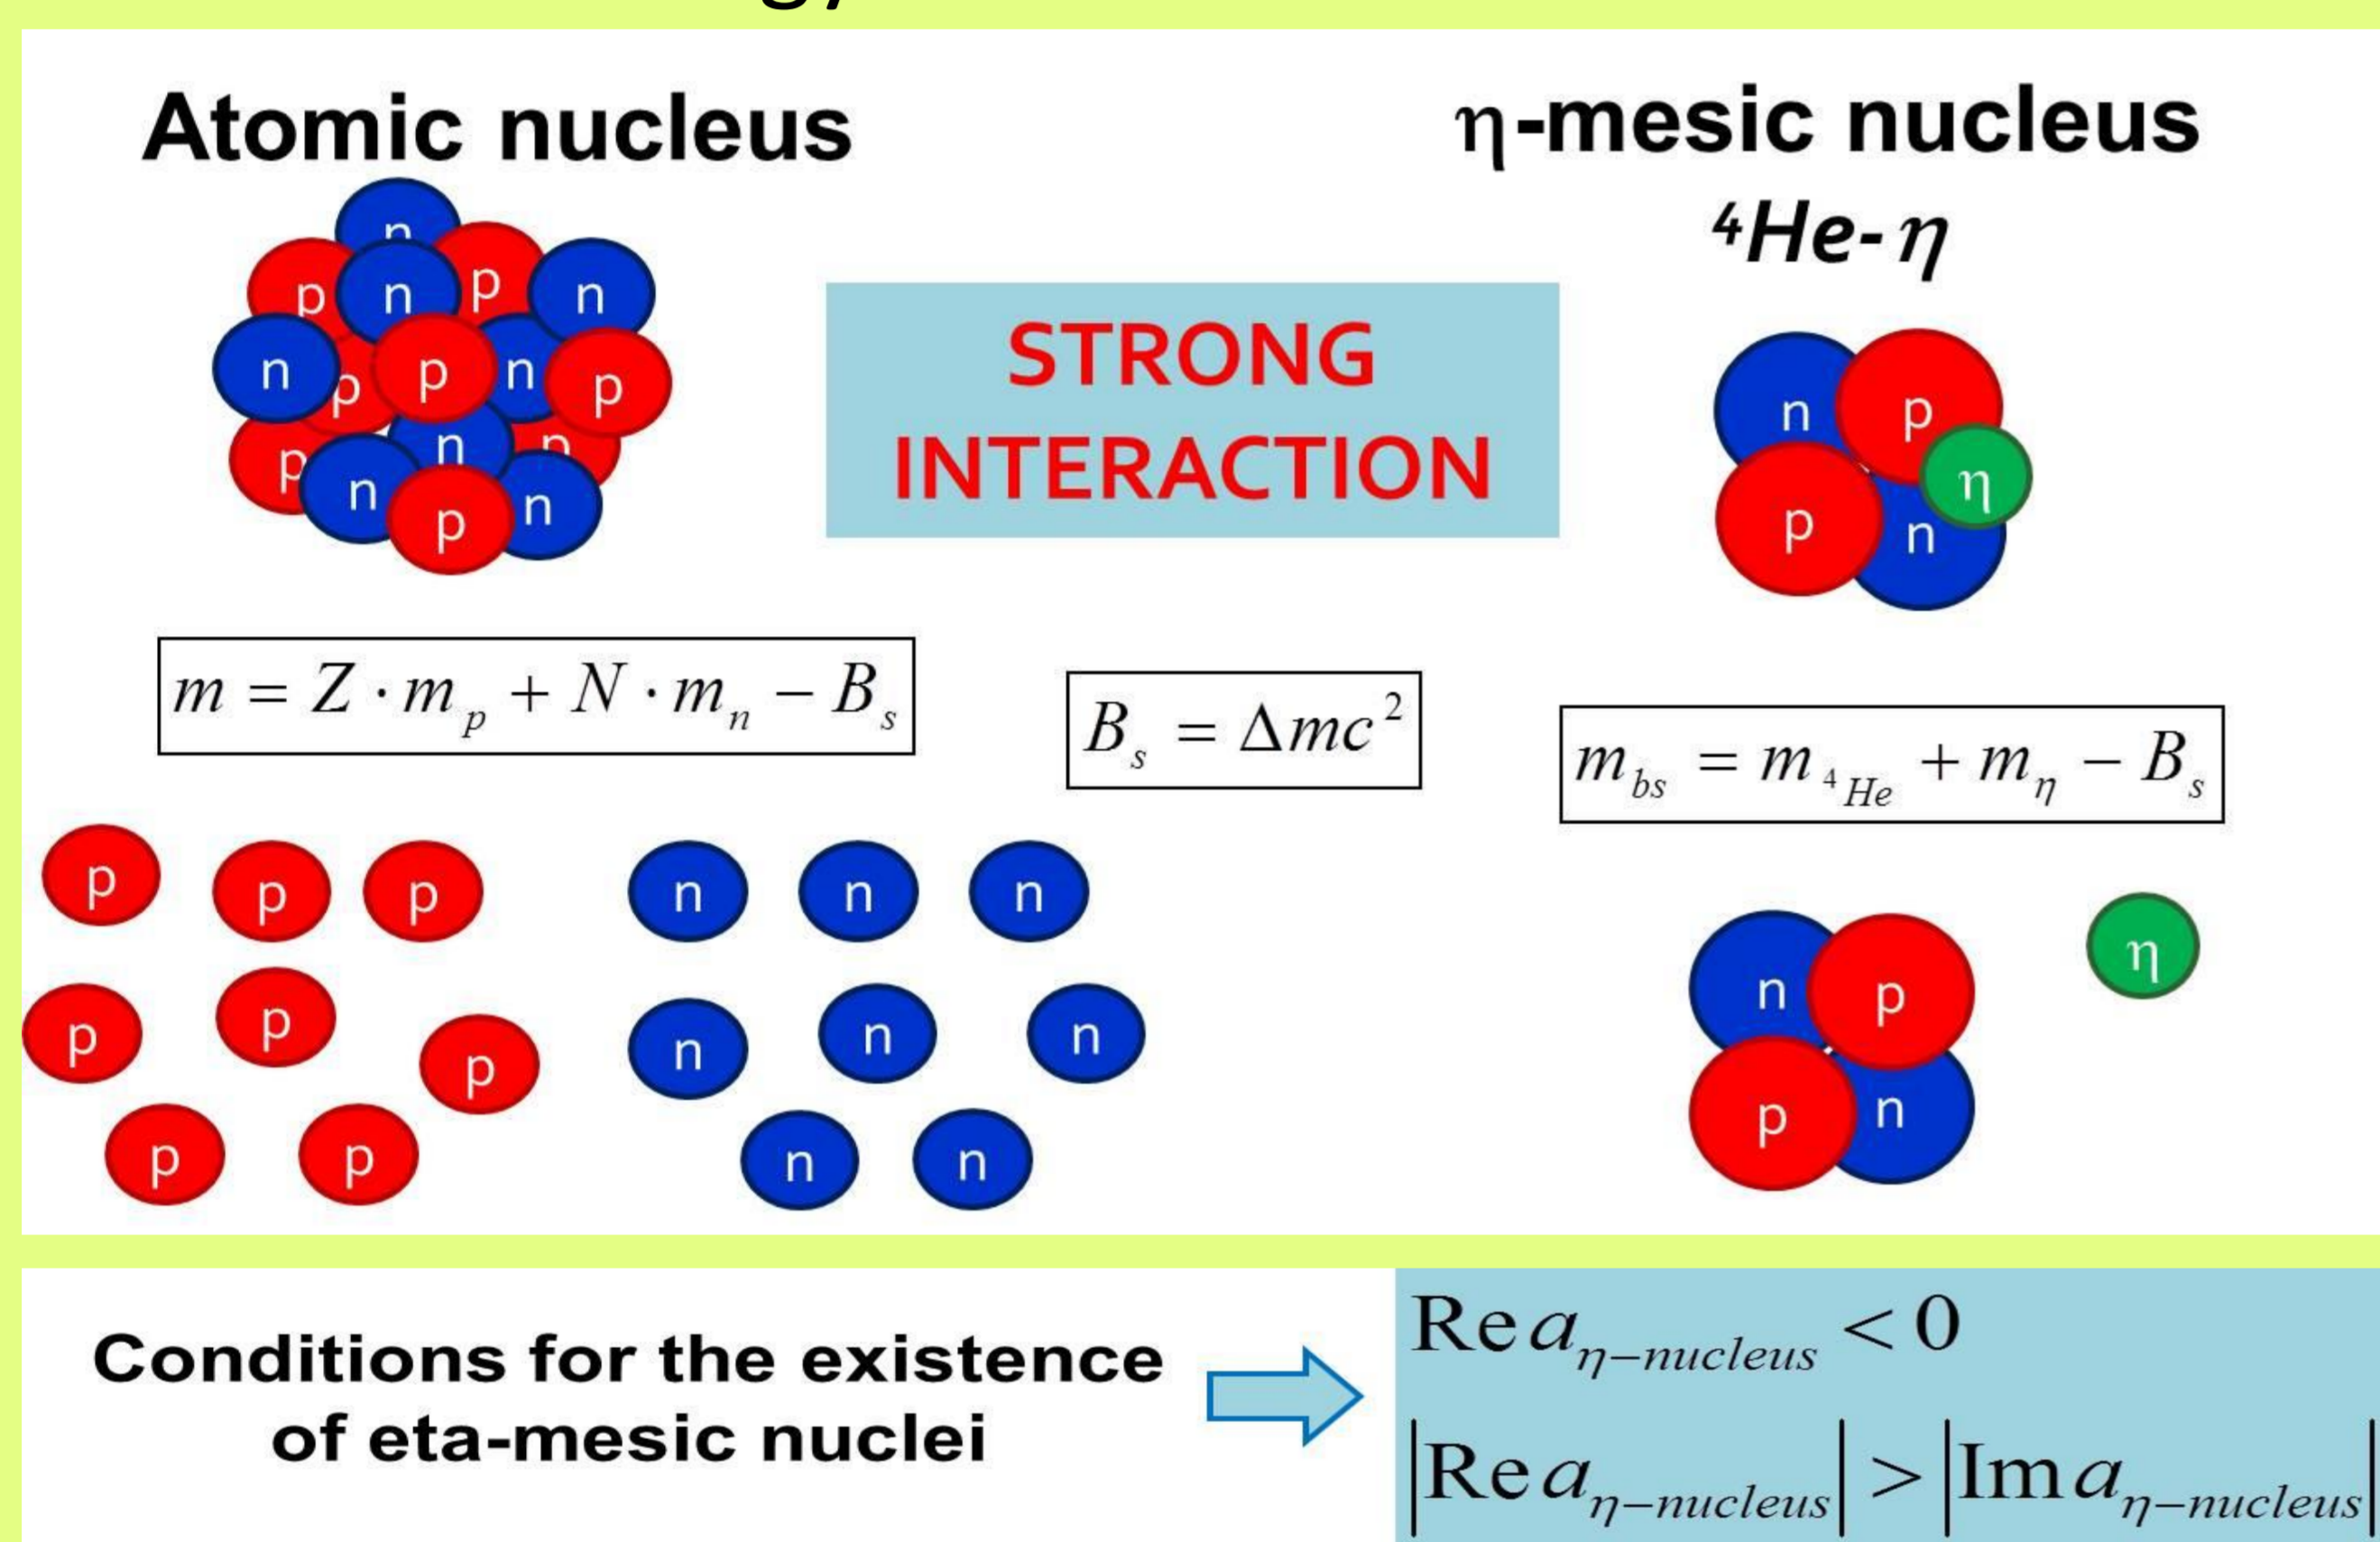 Atomic nucleus
η-mesic nucleus
⁴He-η
n
p n p n
n p p n p
p n n p
p n
STRONG
INTERACTION
n p
η
p n
m = Z · m_p + N · m_n − B_s
B_s = Δmc²
m_bs = m_⁴He + m_η − B_s
p p p n n n
p p p n n n
p p n n
n p η
p n
Conditions for the existence
of eta-mesic nuclei
Re a_η−nucleus < 0
|Re a_η−nucleus| > |Im a_η−nucleus|